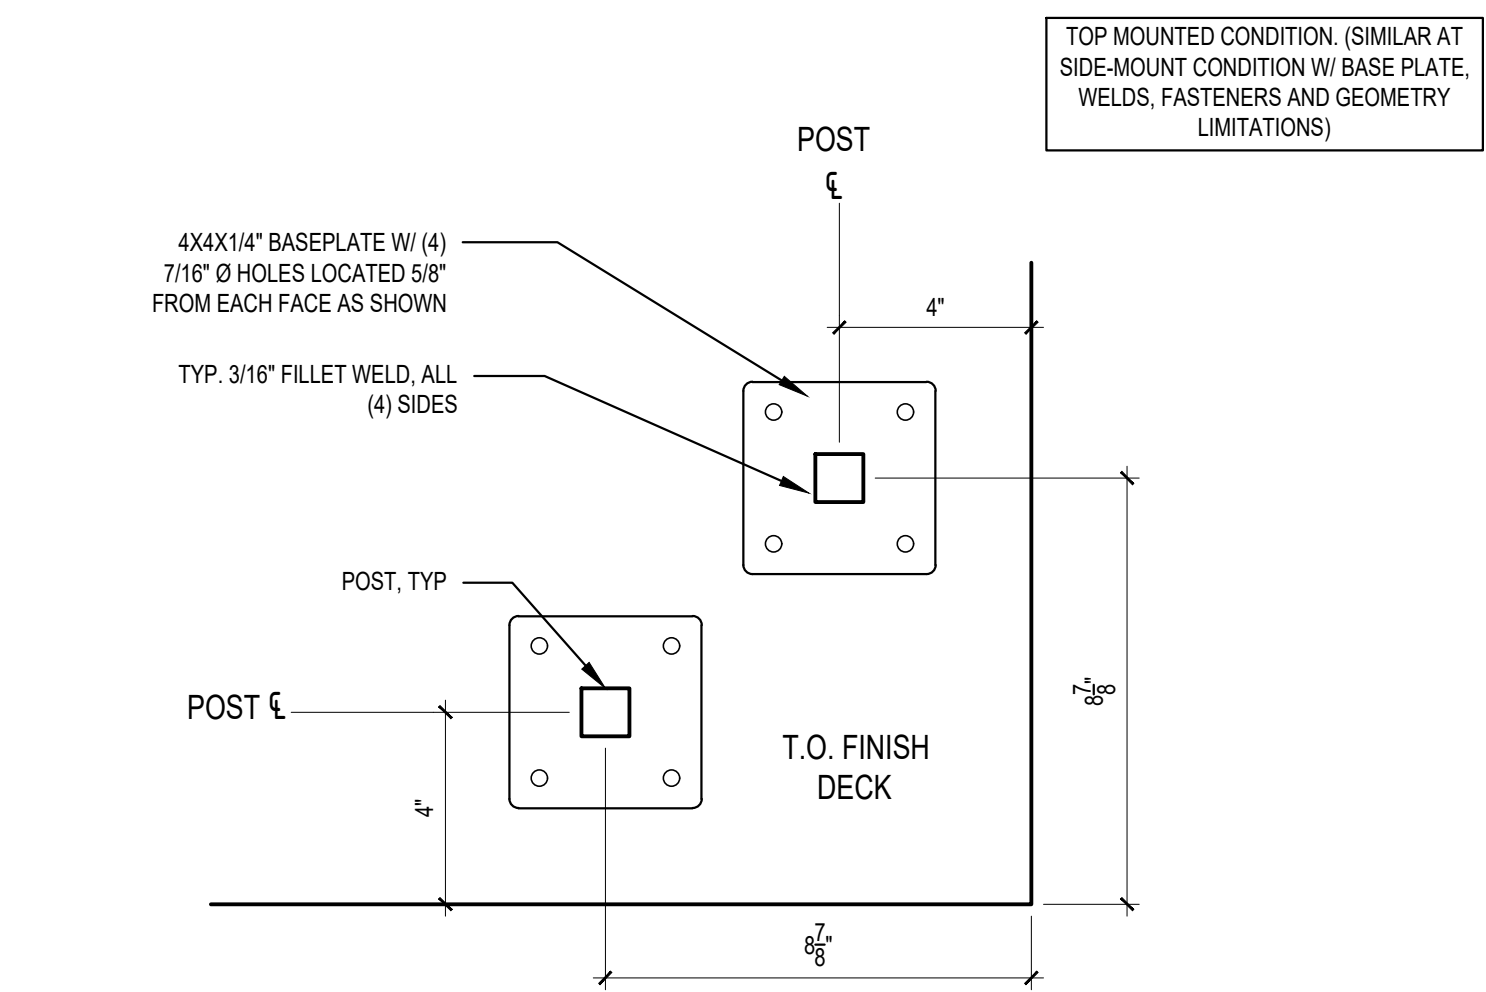 TOP MOUNTED CONDITION. (SIMILAR AT
SIDE-MOUNT CONDITION W/ BASE PLATE,
WELDS, FASTENERS AND GEOMETRY
LIMITATIONS)
POST
℄
4X4X1/4" BASEPLATE W/ (4)
7/16" Ø HOLES LOCATED 5/8"
FROM EACH FACE AS SHOWN
4"
TYP. 3/16" FILLET WELD, ALL
(4) SIDES
POST, TYP
8 7/8"
POST ℄
T.O. FINISH
DECK
4"
8 7/8"